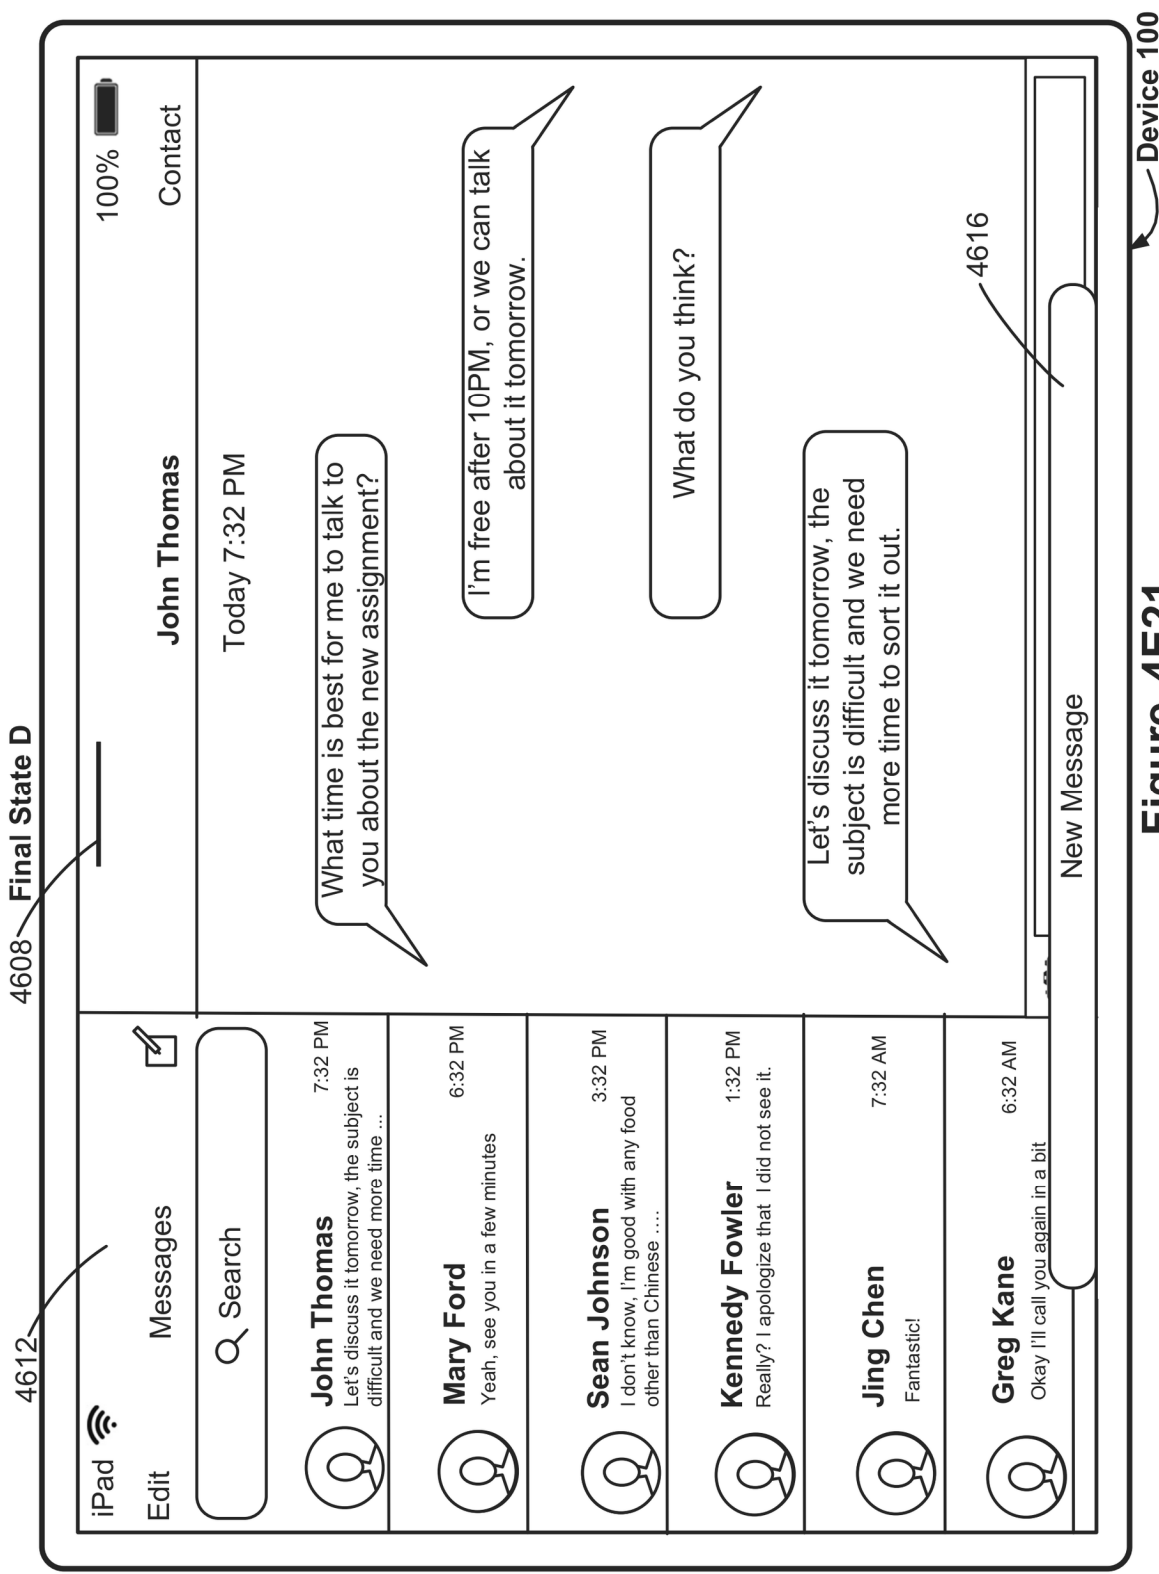 4612
4608
Final State D
iPad
100%
Edit
Messages
John Thomas
Contact
Search
Today 7:32 PM
John Thomas
7:32 PM
Let's discuss it tomorrow, the subject is
difficult and we need more time ...
Mary Ford
6:32 PM
Yeah, see you in a few minutes
Sean Johnson
3:32 PM
I don't know, I'm good with any food
other than Chinese ....
Kennedy Fowler
1:32 PM
Really? I apologize that I did not see it.
Jing Chen
7:32 AM
Fantastic!
Greg Kane
6:32 AM
Okay I'll call you again in a bit
What time is best for me to talk to
you about the new assignment?
I'm free after 10PM, or we can talk
about it tomorrow.
What do you think?
Let's discuss it tomorrow, the
subject is difficult and we need
more time to sort it out.
4616
New Message
Device 100
Figure 4E21